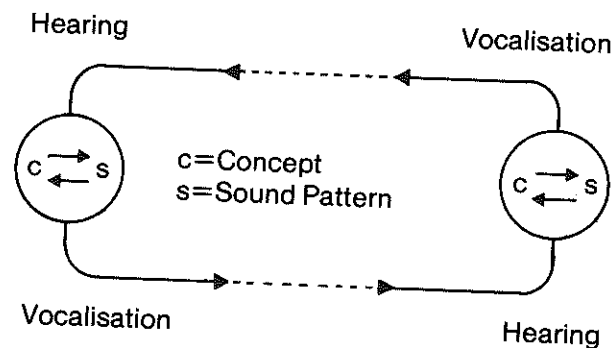 Hearing
Vocalisation
c s
c=Concept
s=Sound Pattern
c s
Vocalisation
Hearing